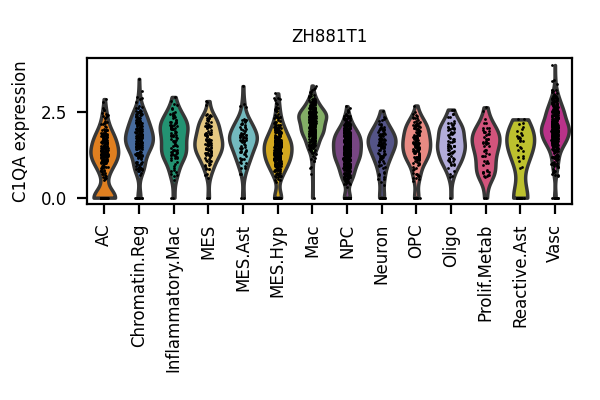 ZH881T1
C1QA expression
2.5
0.0
AC
Chromatin.Reg
Inflammatory.Mac
MES
MES.Ast
MES.Hyp
Mac
NPC
Neuron
OPC
Oligo
Prolif.Metab
Reactive.Ast
Vasc